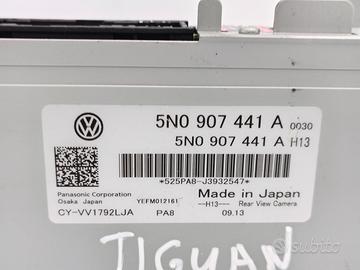 5N0 907 441 A 0030
5N0 907 441 A H13
*525PA8-J3932547*
Panasonic Corporation
Osaka Japan
YEFM012161
Made in Japan
--H13-- Rear View Camera
CY-VV1792LJA PA8 09.13
TIGUAN
subito